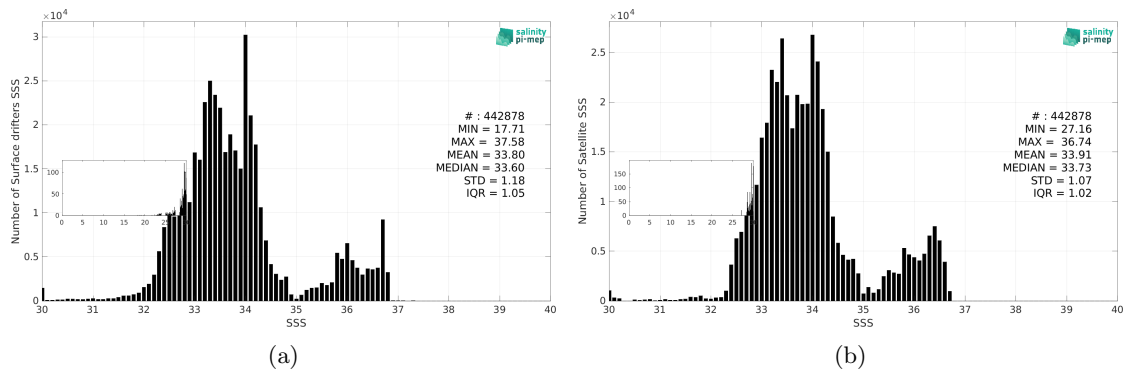 ×10⁴
3
2.5
2
1.5
1
0.5
0
30 31 32 33 34 35 36 37 38 39 40
SSS
Number of Surface drifters SSS
salinity
pi-mep
# : 442878
MIN = 17.71
MAX = 37.58
MEAN = 33.80
MEDIAN = 33.60
STD = 1.18
IQR = 1.05
100
50
0
0 5 10 15 20 25
(a)
×10⁴
2.5
2
1.5
1
0.5
0
30 31 32 33 34 35 36 37 38 39 40
SSS
Number of Satellite SSS
salinity
pi-mep
# : 442878
MIN = 27.16
MAX = 36.74
MEAN = 33.91
MEDIAN = 33.73
STD = 1.07
IQR = 1.02
150
100
50
0
0 5 10 15 20 25
(b)